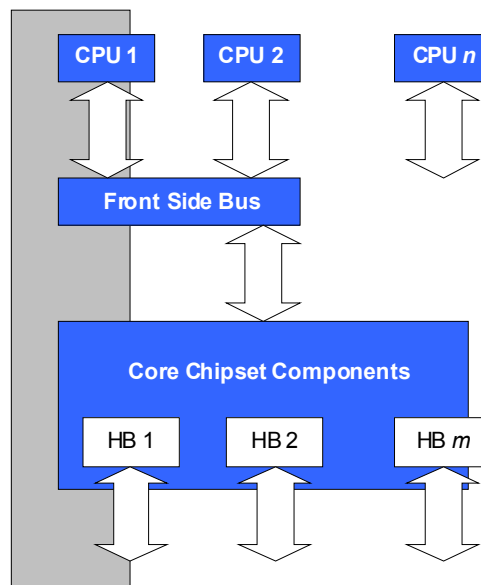 CPU 1
CPU 2
CPU n
Front Side Bus
Core Chipset Components
HB 1
HB 2
HB m